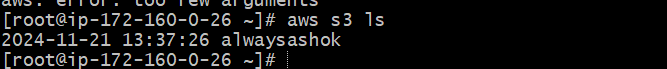 aws: error: too few arguments
[root@ip-172-160-0-26 ~]# aws s3 ls
2024-11-21 13:37:26 alwaysashok
[root@ip-172-160-0-26 ~]#